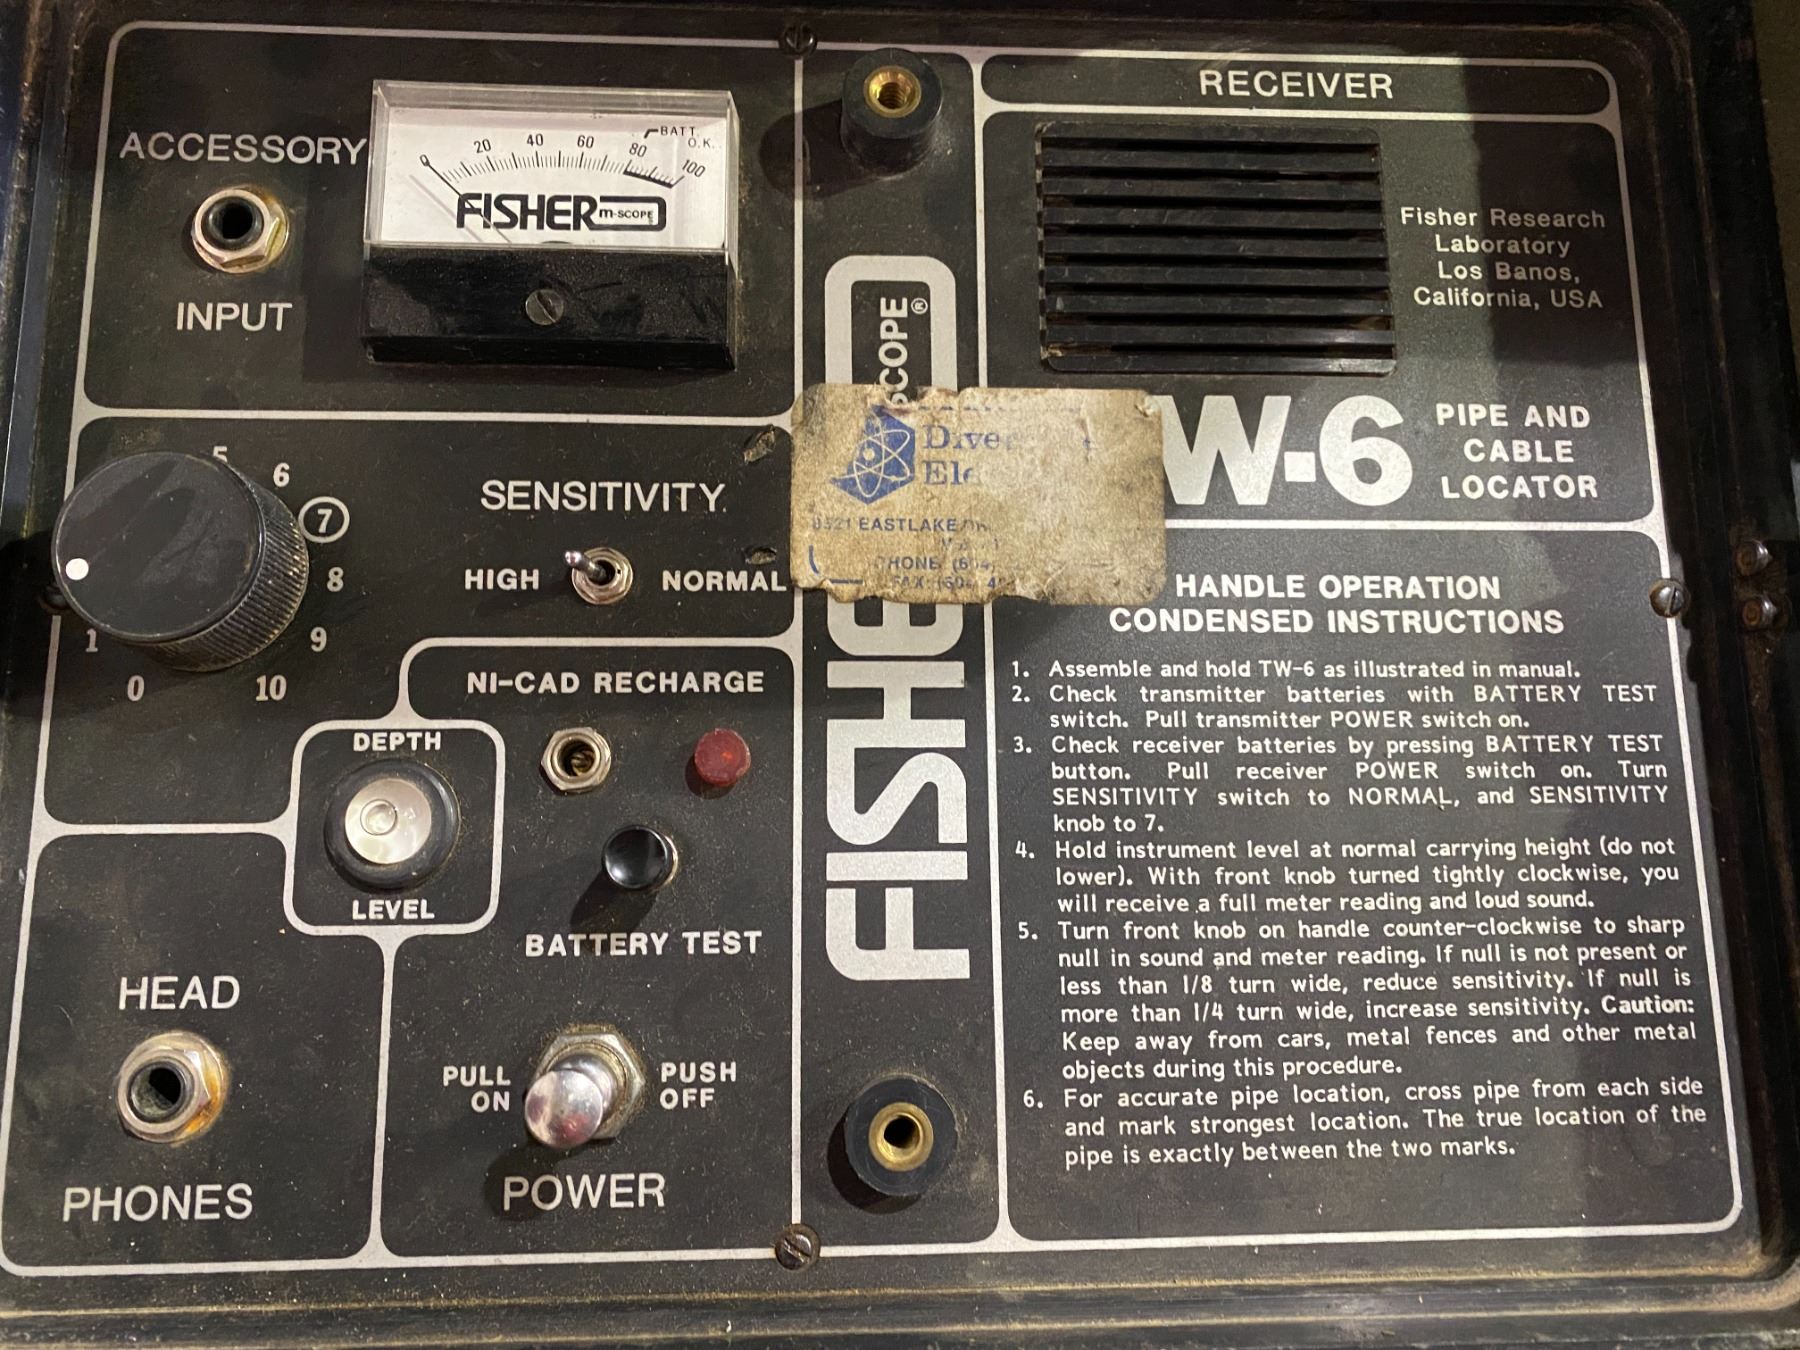 ACCESSORY
INPUT
0 20 40 60 80 100
BATT.
O.K.
FISHER m-SCOPE
RECEIVER
Fisher Research
Laboratory
Los Banos,
California, USA
SCOPE®
TW-6
PIPE AND
CABLE
LOCATOR
EASTLAKE
FAX (604)
5
6
7
8
9
10
0
1
SENSITIVITY
HIGH NORMAL
NI-CAD RECHARGE
DEPTH
LEVEL
BATTERY TEST
HEAD
PHONES
PULL
ON
PUSH
OFF
POWER
FISHE
HANDLE OPERATION
CONDENSED INSTRUCTIONS
1. Assemble and hold TW-6 as illustrated in manual.
2. Check transmitter batteries with BATTERY TEST
switch. Pull transmitter POWER switch on.
3. Check receiver batteries by pressing BATTERY TEST
button. Pull receiver POWER switch on. Turn
SENSITIVITY switch to NORMAL, and SENSITIVITY
knob to 7.
4. Hold instrument level at normal carrying height (do not
lower). With front knob turned tightly clockwise, you
will receive a full meter reading and loud sound.
5. Turn front knob on handle counter-clockwise to sharp
null in sound and meter reading. If null is not present or
less than 1/8 turn wide, reduce sensitivity. If null is
more than 1/4 turn wide, increase sensitivity. Caution:
Keep away from cars, metal fences and other metal
objects during this procedure.
6. For accurate pipe location, cross pipe from each side
and mark strongest location. The true location of the
pipe is exactly between the two marks.